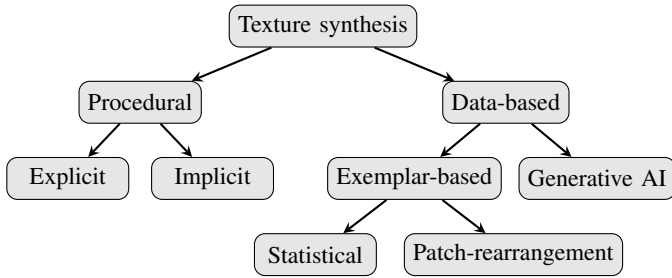 Texture synthesis
Procedural
Data-based
Explicit
Implicit
Exemplar-based
Generative AI
Statistical
Patch-rearrangement